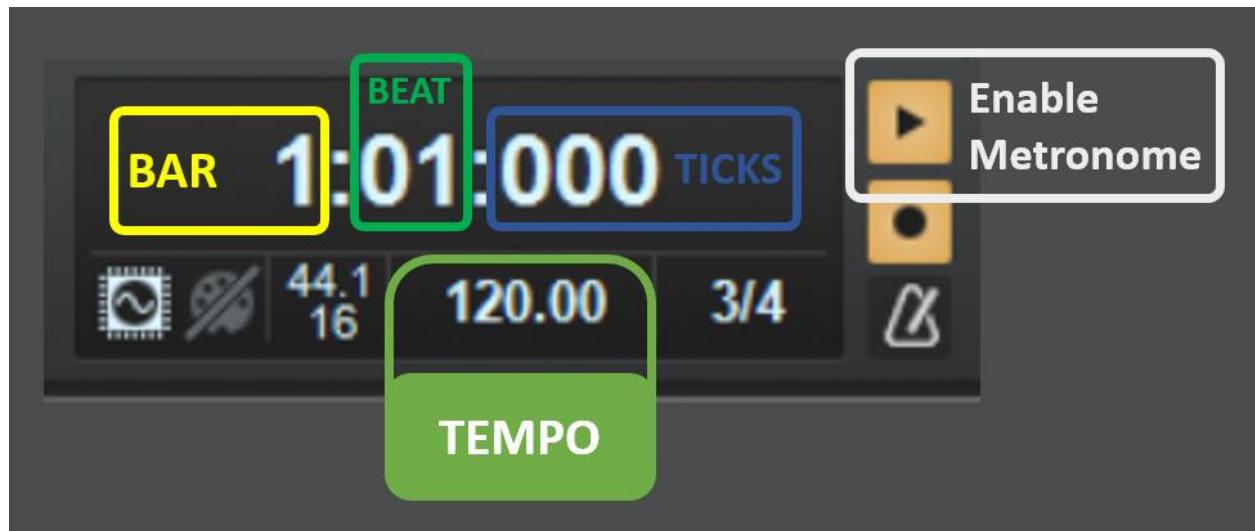 BEAT
BAR 1:01:000 TICKS
Enable
Metronome
44.1
16
120.00
3/4
TEMPO